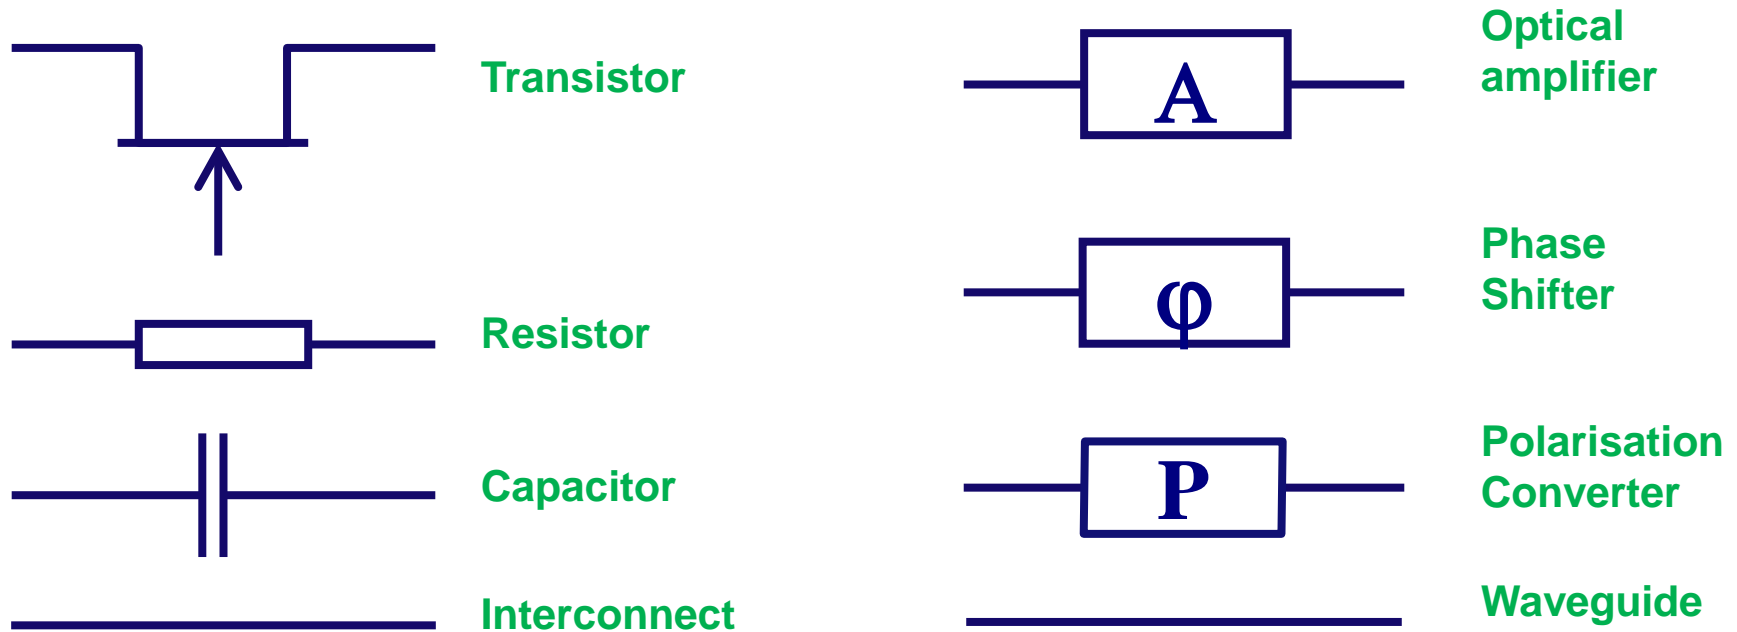 Transistor
Resistor
Capacitor
Interconnect
A
Optical
amplifier
φ
Phase
Shifter
P
Polarisation
Converter
Waveguide